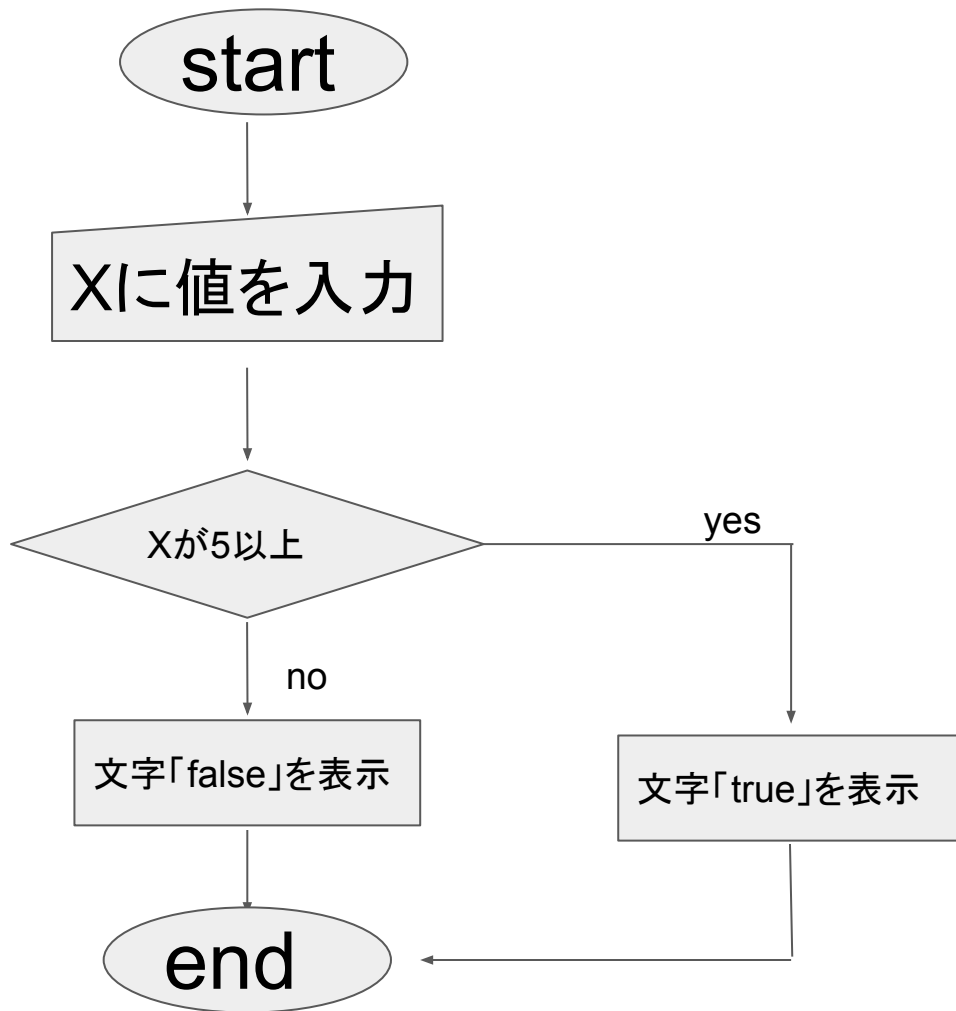 start
Xに値を入力
Xが5以上
yes
no
文字「false」を表示
文字「true」を表示
end